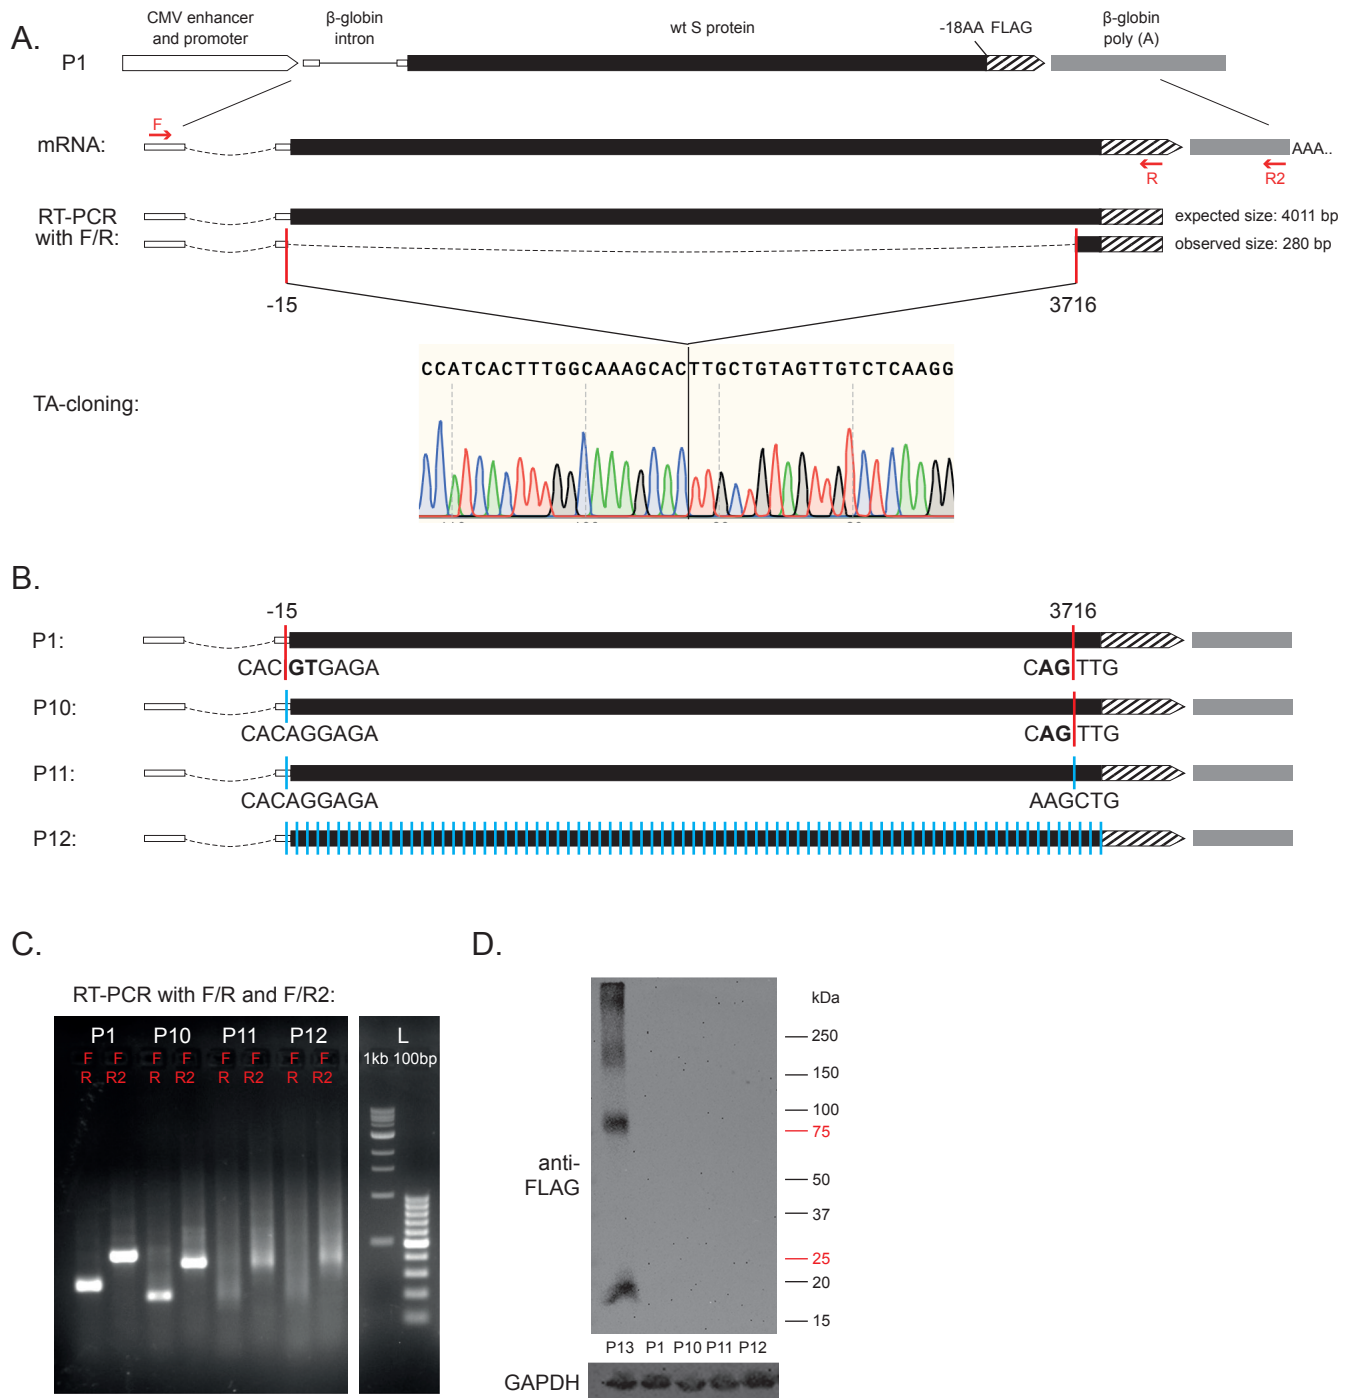 A.
CMV enhancer
and promoter
β-globin
intron
wt S protein
-18AA FLAG
β-globin
poly (A)
P1
F
mRNA:
AAA..
R
R2
RT-PCR
with F/R:
expected size: 4011 bp
observed size: 280 bp
-15
3716
CCATCACTTTGGCAAAGCACTTGCTGTAGTTGTCTCAAGG
TA-cloning:
B.
-15
3716
P1:
CACGTGAGA
CAGTTG
P10:
CACAGGAGA
CAGTTG
P11:
CACAGGAGA
AAGCTG
P12:
C.
RT-PCR with F/R and F/R2:
P1 P10 P11 P12
F F F F F F F F
R R2 R R2 R R2 R R2
L
1kb 100bp
D.
kDa
250
150
100
75
50
37
25
20
15
anti-
FLAG
P13 P1 P10 P11 P12
GAPDH